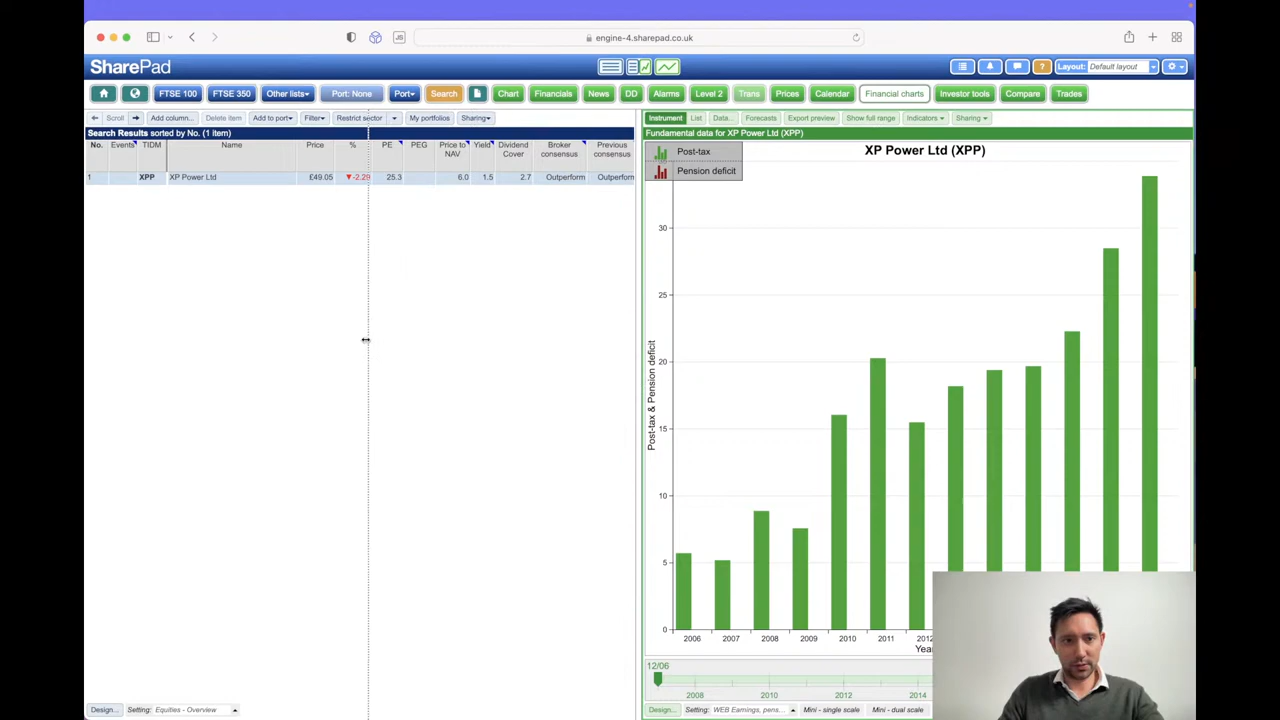 engine-4.sharepad.co.uk
SharePad
Layout: Default layout
FTSE 100 FTSE 350 Other lists Port: None Port Search Chart Financials News DD Alarms Level 2 Trans Prices Calendar Financial charts Investor tools Compare Trades
Scroll Add column... Delete item Add to port Filter Restrict sector My portfolios Sharing
Instrument List Data... Forecasts Export preview Show full range Indicators Sharing
Search Results sorted by No. (1 item)
Fundamental data for XP Power Ltd (XPP)
No. Events TIDM Name Price % PE PEG Price to NAV Yield Dividend Cover Broker consensus Previous consensus
1 XPP XP Power Ltd £49.05 ▼-2.29 25.3 6.0 1.5 2.7 Outperform Outperform
XP Power Ltd (XPP)
Post-tax
Pension deficit
Post-tax & Pension deficit
30
25
20
15
10
5
0
2006 2007 2008 2009 2010 2011 2012
Year
12/06
2008 2010 2012 2014
Design... Setting: Equities - Overview
Design... Setting: WEB Earnings, pens... Mini - single scale Mini - dual scale